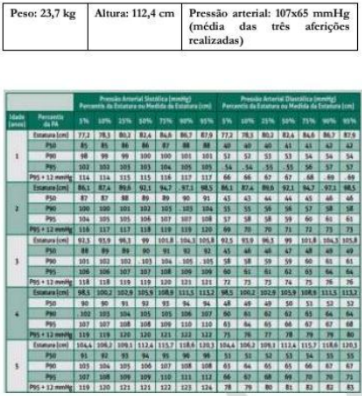 Peso: 23,7 kg
Altura: 112,4 cm
Pressão arterial: 107x65 mmHg
(média das três aferições
realizadas)
Pressão Arterial Sistólica (mmHg) Pressão Arterial Diastólica (mmHg)
Percentis da Estatura ou Medida da Estatura (cm) Percentis da Estatura ou Medida da Estatura (cm)
Idade (anos) Percentis da PA 5% 10% 25% 50% 75% 90% 95% 5% 10% 25% 50% 75% 90% 95%
1
Estatura (cm) 77,2 78,3 80,2 82,4 84,6 86,7 87,9 77,2 78,3 80,2 82,4 84,6 86,7 87,9
P50 85 85 86 86 87 88 88 40 40 40 41 41 42 42
P90 98 99 99 100 100 101 101 52 52 53 53 54 54 54
P95 102 102 103 103 104 105 105 54 54 55 55 56 57 57
P95 + 12 mmHg 114 114 115 115 116 117 117 66 66 67 67 68 69 69
2
Estatura (cm) 86,1 87,4 89,6 92,1 94,7 97,1 98,5 86,1 87,4 89,6 92,1 94,7 97,1 98,5
P50 87 87 88 89 89 90 91 43 43 44 44 45 46 46
P90 100 100 101 102 103 103 104 55 55 56 56 57 58 58
P95 104 105 105 106 107 107 108 57 58 58 59 60 61 61
P95 + 12 mmHg 116 117 117 118 119 119 120 69 70 70 71 72 73 73
3
Estatura (cm) 92,5 93,9 96,3 99 101,8 104,3 105,8 92,5 93,9 96,3 99 101,8 104,3 105,8
P50 88 89 89 90 91 92 92 45 46 46 47 48 49 49
P90 101 102 102 103 104 105 105 58 58 59 59 60 61 61
P95 106 106 107 107 108 109 109 60 61 61 62 63 64 64
P95 + 12 mmHg 118 118 119 119 120 121 121 72 73 73 74 75 76 76
4
Estatura (cm) 98,5 100,2 102,9 105,9 108,9 111,5 113,2 98,5 100,2 102,9 105,9 108,9 111,5 113,2
P50 90 90 91 92 93 94 94 48 49 49 50 51 52 52
P90 102 103 104 105 105 106 107 60 61 62 62 63 64 64
P95 107 107 108 108 109 110 110 63 64 65 66 67 67 68
P95 + 12 mmHg 119 119 120 120 121 122 122 75 76 77 78 79 79 80
5
Estatura (cm) 104,4 106,2 109,1 112,4 115,7 118,6 120,3 104,4 106,2 109,1 112,4 115,7 118,6 120,3
P50 91 92 93 94 95 96 96 51 51 52 53 54 55 55
P90 103 104 105 106 107 108 108 63 64 65 65 66 67 67
P95 107 108 109 109 110 111 112 66 67 68 69 70 70 71
P95 + 12 mmHg 119 120 121 121 122 123 124 78 79 80 81 82 82 83